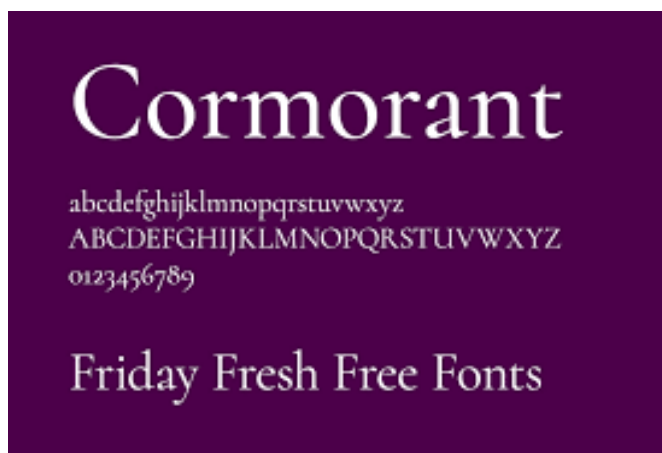 Cormorant
abcdefghijklmnopqrstuvwxyz
ABCDEFGHIJKLMNOPQRSTUVWXYZ
0123456789
Friday Fresh Free Fonts